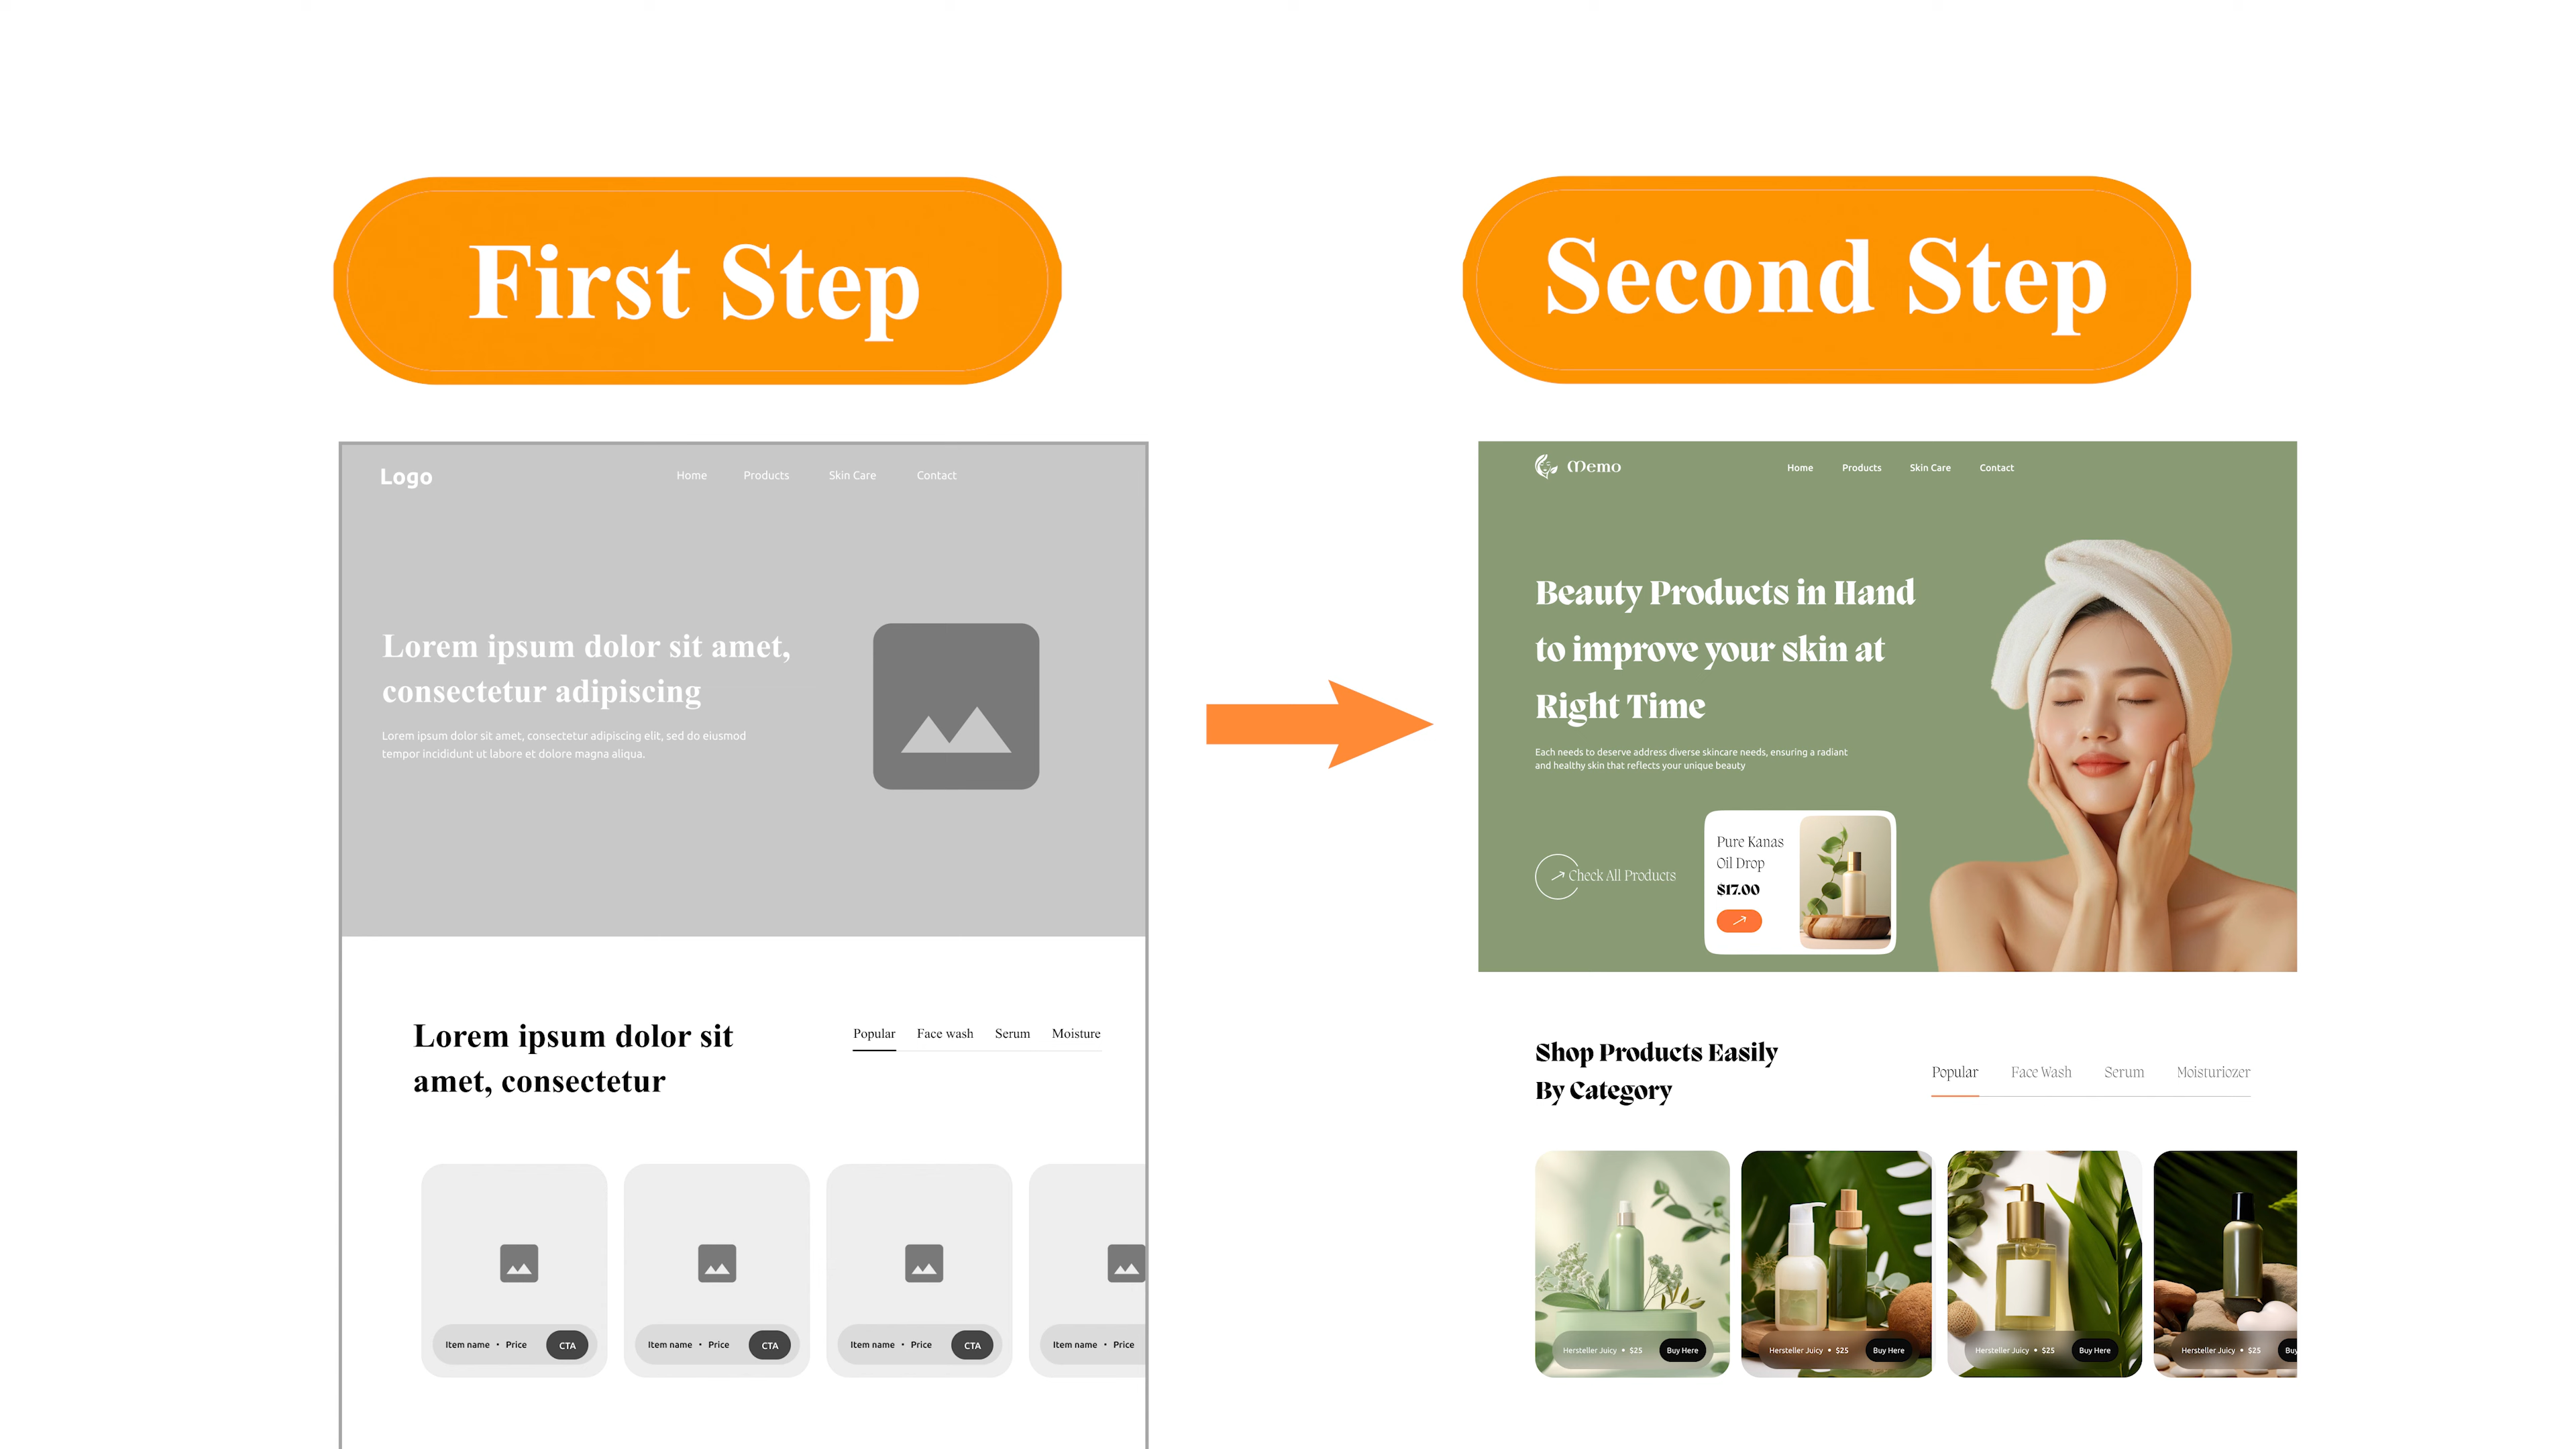 First Step
Second Step
Logo
Home Products Skin Care Contact
Lorem ipsum dolor sit amet,
consectetur adipiscing
Lorem ipsum dolor sit amet, consectetur adipiscing elit, sed do eiusmod
tempor incididunt ut labore et dolore magna aliqua.
Lorem ipsum dolor sit
amet, consectetur
Popular Face wash Serum Moisture
Item name • Price CTA
Item name • Price CTA
Item name • Price CTA
Item name • Price
Memo
Home Products Skin Care Contact
Beauty Products in Hand
to improve your skin at
Right Time
Each needs to deserve address diverse skincare needs, ensuring a radiant
and healthy skin that reflects your unique beauty
Check All Products
Pure Kanas
Oil Drop
$17.00
Shop Products Easily
By Category
Popular Face Wash Serum Moisturiozer
Hersteller Juicy • $25 Buy Here
Hersteller Juicy • $25 Buy Here
Hersteller Juicy • $25 Buy Here
Hersteller Juicy • $25 Buy